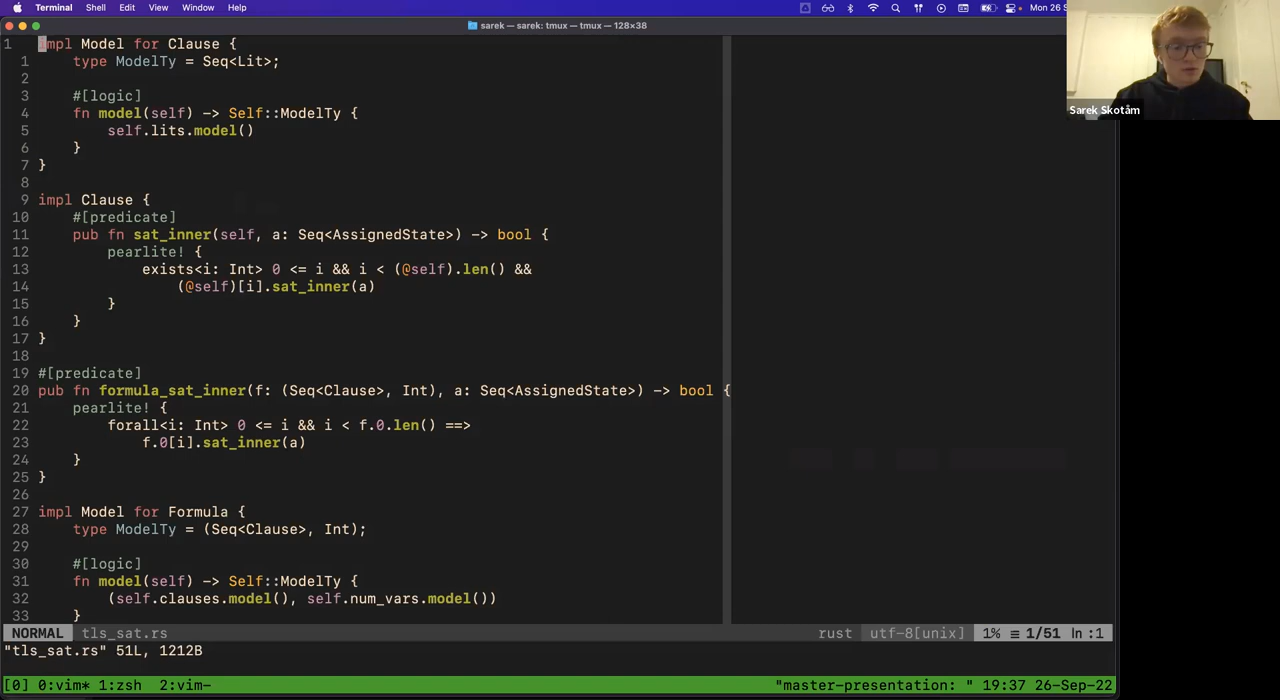 Terminal Shell Edit View Window Help Mon 26 S
sarek — sarek: tmux — tmux — 128×38
Sarek Skotåm
1 impl Model for Clause {
1 type ModelTy = Seq<Lit>;
2
3 #[logic]
4 fn model(self) -> Self::ModelTy {
5 self.lits.model()
6 }
7 }
8
9 impl Clause {
10 #[predicate]
11 pub fn sat_inner(self, a: Seq<AssignedState>) -> bool {
12 pearlite! {
13 exists<i: Int> 0 <= i && i < (@self).len() &&
14 (@self)[i].sat_inner(a)
15 }
16 }
17 }
18
19 #[predicate]
20 pub fn formula_sat_inner(f: (Seq<Clause>, Int), a: Seq<AssignedState>) -> bool {
21 pearlite! {
22 forall<i: Int> 0 <= i && i < f.0.len() ==>
23 f.0[i].sat_inner(a)
24 }
25 }
26
27 impl Model for Formula {
28 type ModelTy = (Seq<Clause>, Int);
29
30 #[logic]
31 fn model(self) -> Self::ModelTy {
32 (self.clauses.model(), self.num_vars.model())
33 }
NORMAL tls_sat.rs rust utf-8[unix] 1% ≡ 1/51 ln :1
"tls_sat.rs" 51L, 1212B
[0] 0:vim* 1:zsh 2:vim- "master-presentation: " 19:37 26-Sep-22